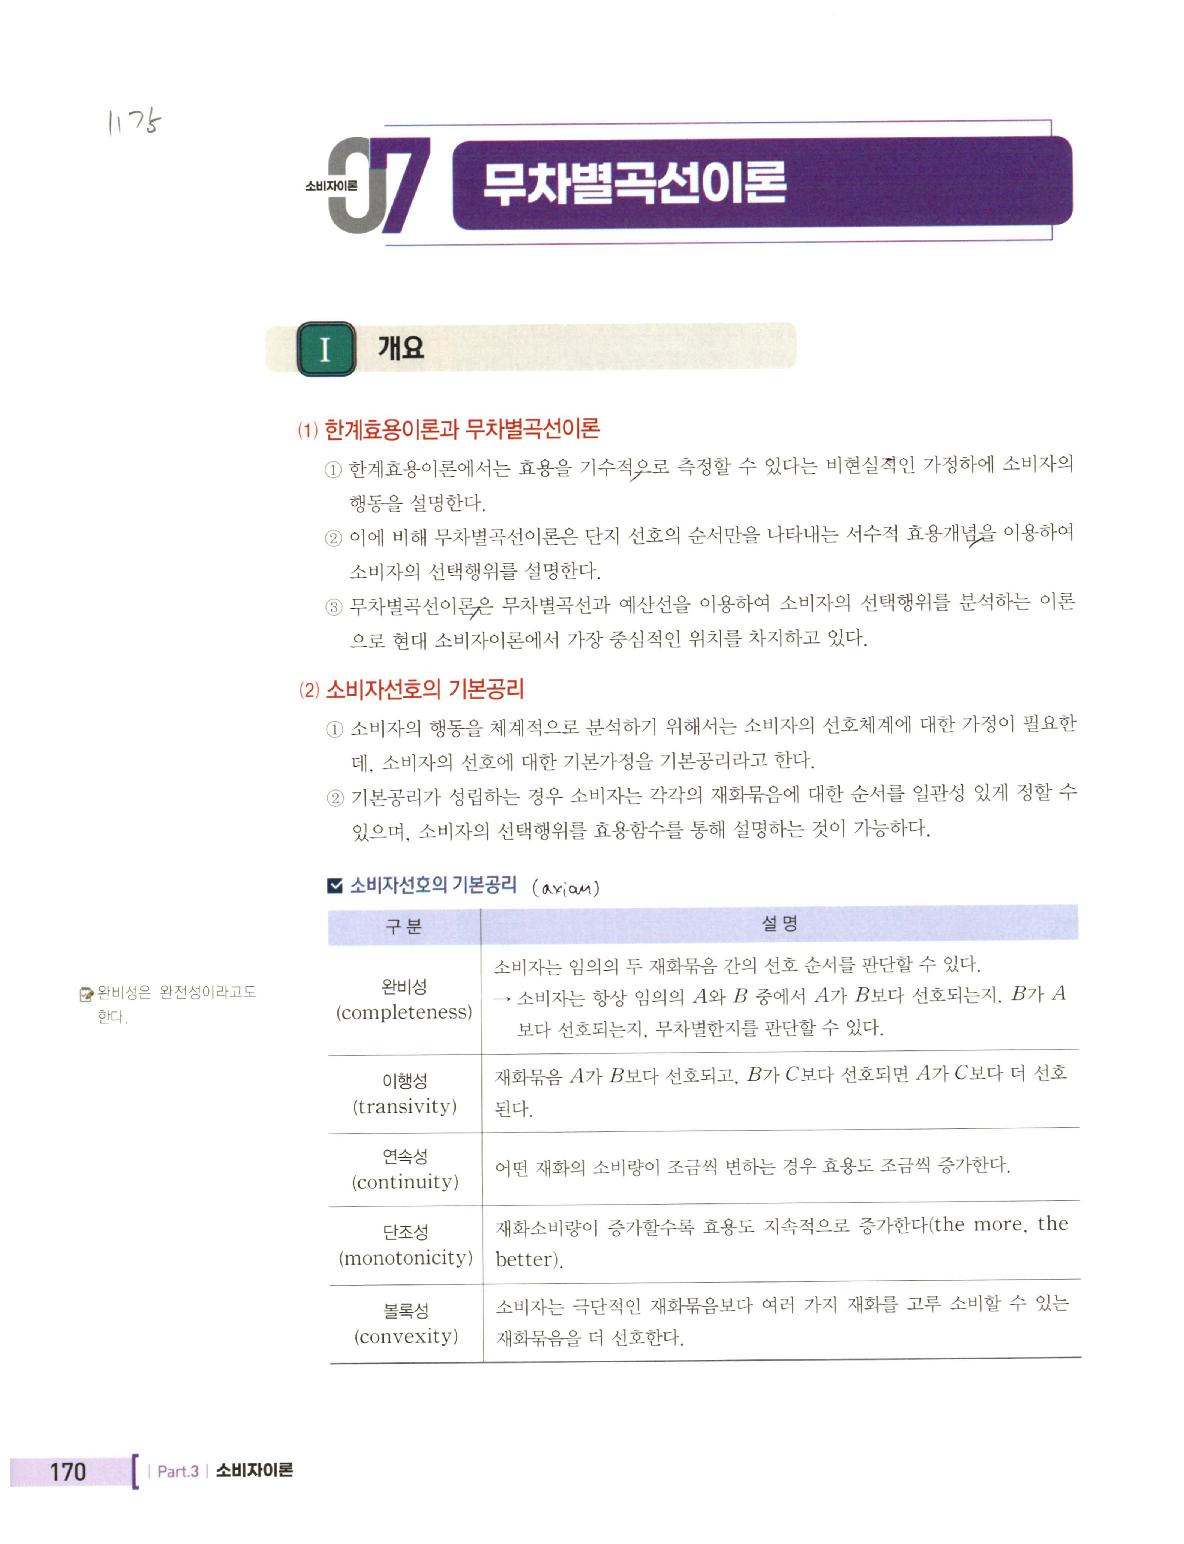 11강
소비자이론
07
무차별곡선이론
I 개요
(1) 한계효용이론과 무차별곡선이론
① 한계효용이론에서는 효용을 기수적으로 측정할 수 있다는 비현실적인 가정하에 소비자의
행동을 설명한다.
② 이에 비해 무차별곡선이론은 단지 선호의 순서만을 나타내는 서수적 효용개념을 이용하여
소비자의 선택행위를 설명한다.
③ 무차별곡선이론은 무차별곡선과 예산선을 이용하여 소비자의 선택행위를 분석하는 이론
으로 현대 소비자이론에서 가장 중심적인 위치를 차지하고 있다.
(2) 소비자선호의 기본공리
① 소비자의 행동을 체계적으로 분석하기 위해서는 소비자의 선호체계에 대한 가정이 필요한
데, 소비자의 선호에 대한 기본가정을 기본공리라고 한다.
② 기본공리가 성립하는 경우 소비자는 각각의 재화묶음에 대한 순서를 일관성 있게 정할 수
있으며, 소비자의 선택행위를 효용함수를 통해 설명하는 것이 가능하다.
소비자선호의 기본공리 (axiom)
구 분 설 명
완비성은 완전성이라고도
한다.
완비성
(completeness)
소비자는 임의의 두 재화묶음 간의 선호 순서를 판단할 수 있다.
→ 소비자는 항상 임의의 A와 B 중에서 A가 B보다 선호되는지, B가 A
보다 선호되는지, 무차별한지를 판단할 수 있다.
이행성
(transivity)
재화묶음 A가 B보다 선호되고, B가 C보다 선호되면 A가 C보다 더 선호
된다.
연속성
(continuity)
어떤 재화의 소비량이 조금씩 변하는 경우 효용도 조금씩 증가한다.
단조성
(monotonicity)
재화소비량이 증가할수록 효용도 지속적으로 증가한다(the more, the
better).
볼록성
(convexity)
소비자는 극단적인 재화묶음보다 여러 가지 재화를 고루 소비할 수 있는
재화묶음을 더 선호한다.
170 | Part.3 | 소비자이론